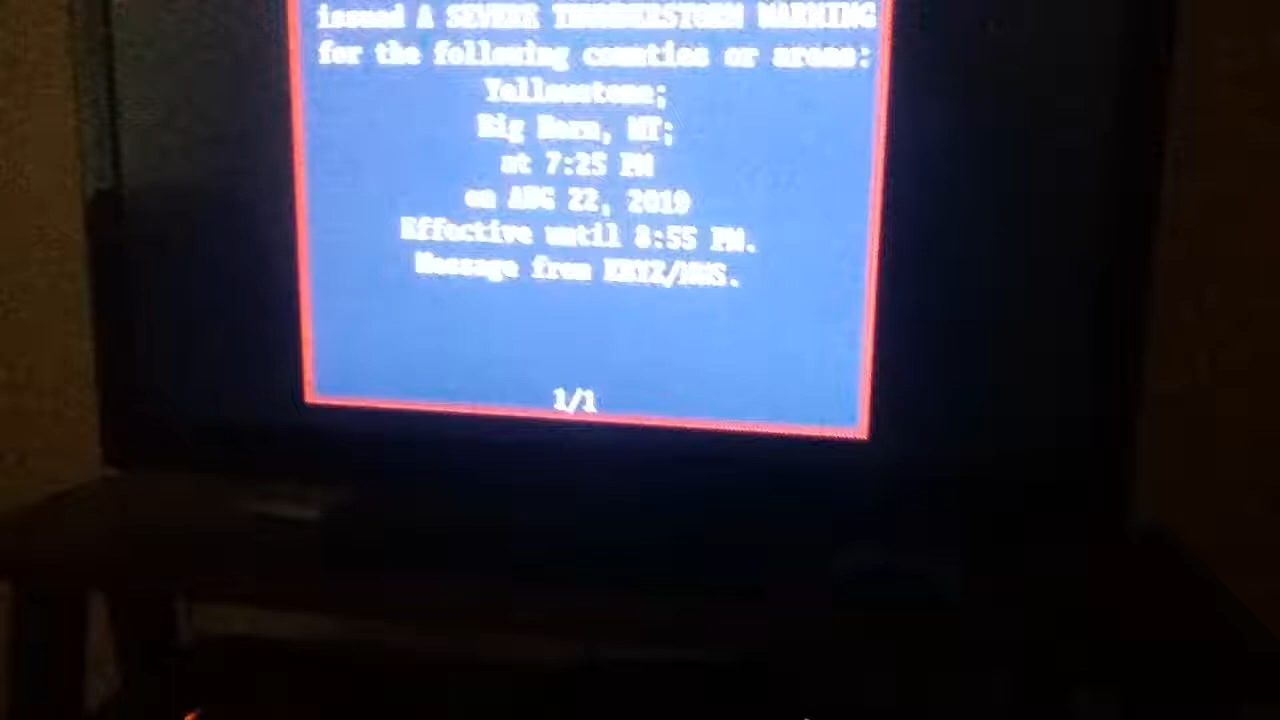 issued A SEVERE THUNDERSTORM WARNING
for the following counties or areas:
Yellowstone;
Big Horn, MT;
at 7:25 PM
on AUG 22, 2019
Effective until 8:55 PM.
Message from
1/1